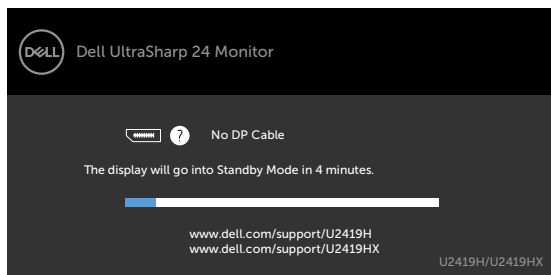 DELL
Dell UltraSharp 24 Monitor
? No DP Cable
The display will go into Standby Mode in 4 minutes.
www.dell.com/support/U2419H
www.dell.com/support/U2419HX
U2419H/U2419HX